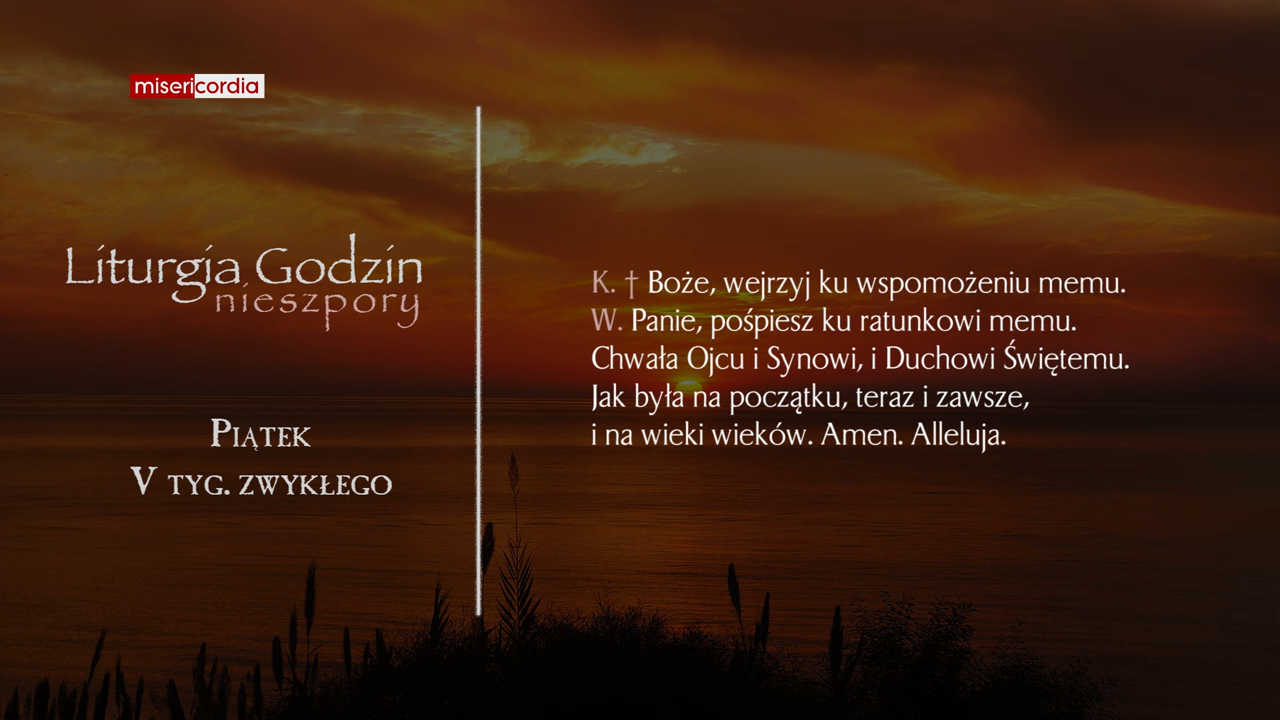 misericordia
Liturgia Godzin
nieszpory
Piątek
V tyg. zwykłego
K. † Boże, wejrzyj ku wspomożeniu memu.
W. Panie, pośpiesz ku ratunkowi memu.
Chwała Ojcu i Synowi, i Duchowi Świętemu.
Jak była na początku, teraz i zawsze,
i na wieki wieków. Amen. Alleluja.